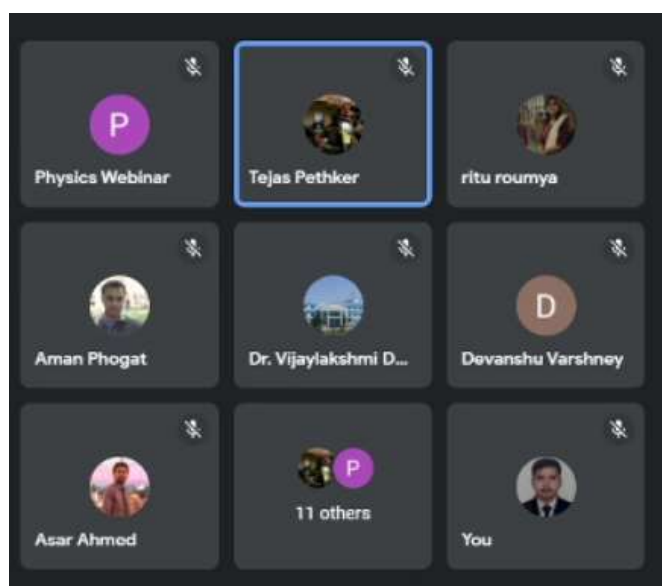 P
Physics Webinar
Tejas Pethker
ritu roumya
Aman Phogat
Dr. Vijaylakshmi D...
D
Devanshu Varshney
Asar Ahmed
P
11 others
You